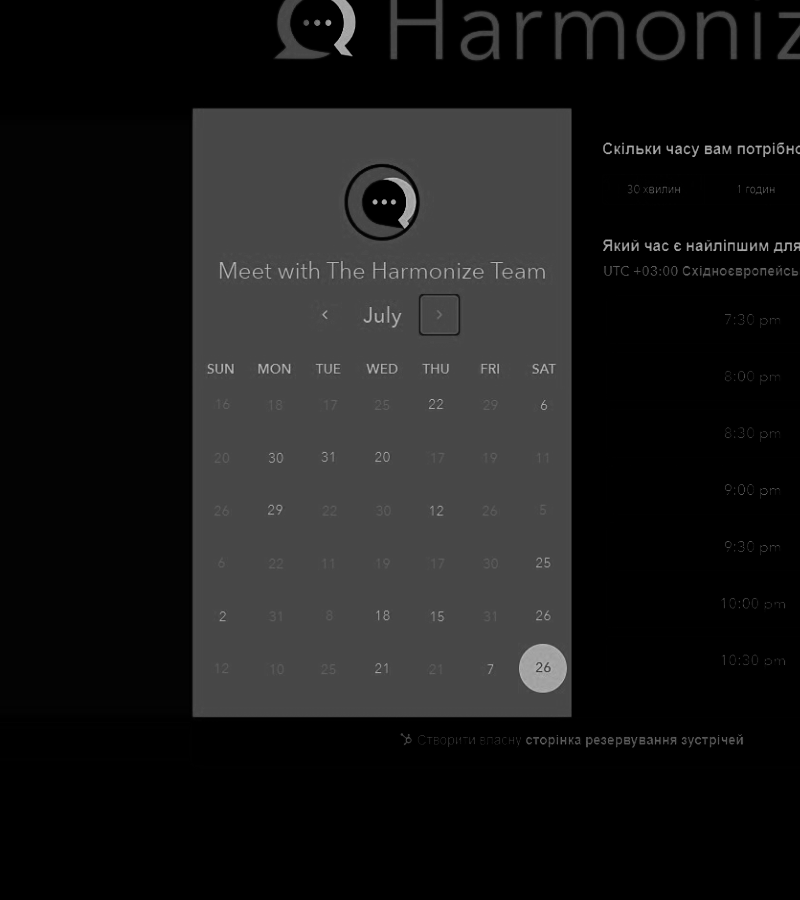 Harmoniz
Meet with The Harmonize Team
July
SUN MON TUE WED THU FRI SAT
16 18 17 25 22 29 6
20 30 31 20 17 19 11
26 29 22 30 12 26 5
6 22 11 19 17 30 25
2 31 8 18 15 31 26
12 10 25 21 21 7 26
Скільки часу вам потрібно
30 хвилин 1 годин
Який час є найліпшим для
UTC +03:00 Східноєвропейсь
7:30 pm
8:00 pm
8:30 pm
9:00 pm
9:30 pm
10:00 pm
10:30 pm
Створити власну сторінка резервування зустрічей